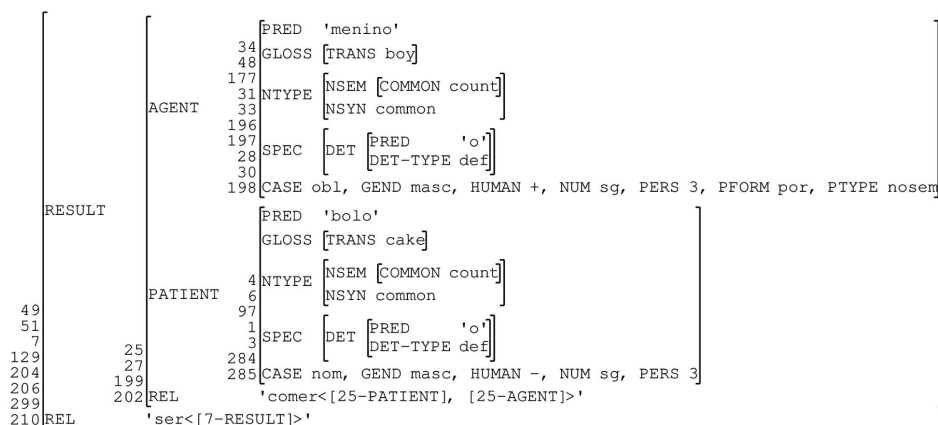 PRED 'menino'
34
GLOSS [TRANS boy]
48
177
NSEM [COMMON count]
31 NTYPE
AGENT 33 NSYN common
196
197 PRED 'o'
28 SPEC DET
30 DET-TYPE def
198 CASE obl, GEND masc, HUMAN +, NUM sg, PERS 3, PFORM por, PTYPE nosem
RESULT PRED 'bolo'
GLOSS [TRANS cake]
NSEM [COMMON count]
4 NTYPE
PATIENT 6 NSYN common
49 97
51 1 PRED 'o'
7 3 SPEC DET
129 25 DET-TYPE def
204 27 284
206 199 285 CASE nom, GEND masc, HUMAN -, NUM sg, PERS 3
299 202 REL 'comer<[25-PATIENT], [25-AGENT]>'
210 REL 'ser<[7-RESULT]>'